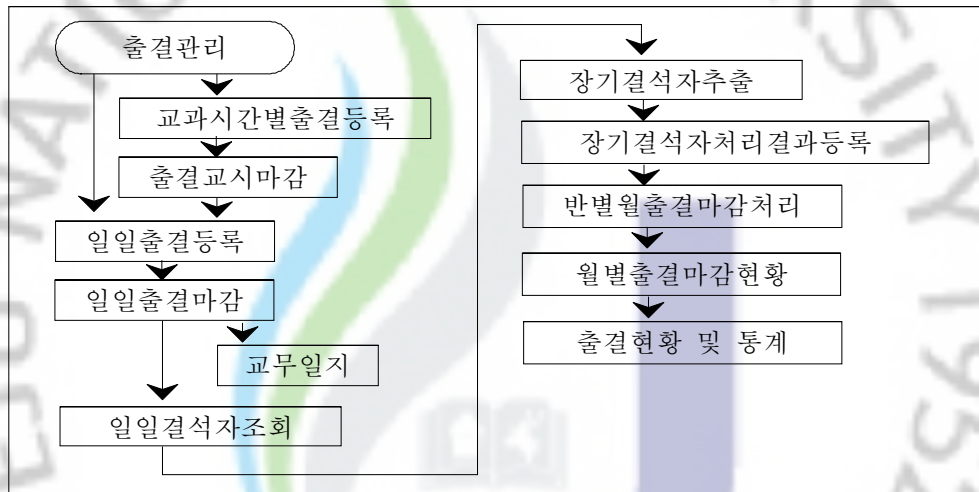 출결관리
교과시간별출결등록
출결교시마감
일일출결등록
일일출결마감
교무일지
일일결석자조회
장기결석자추출
장기결석자처리결과등록
반별월출결마감처리
월별출결마감현황
출결현황 및 통계